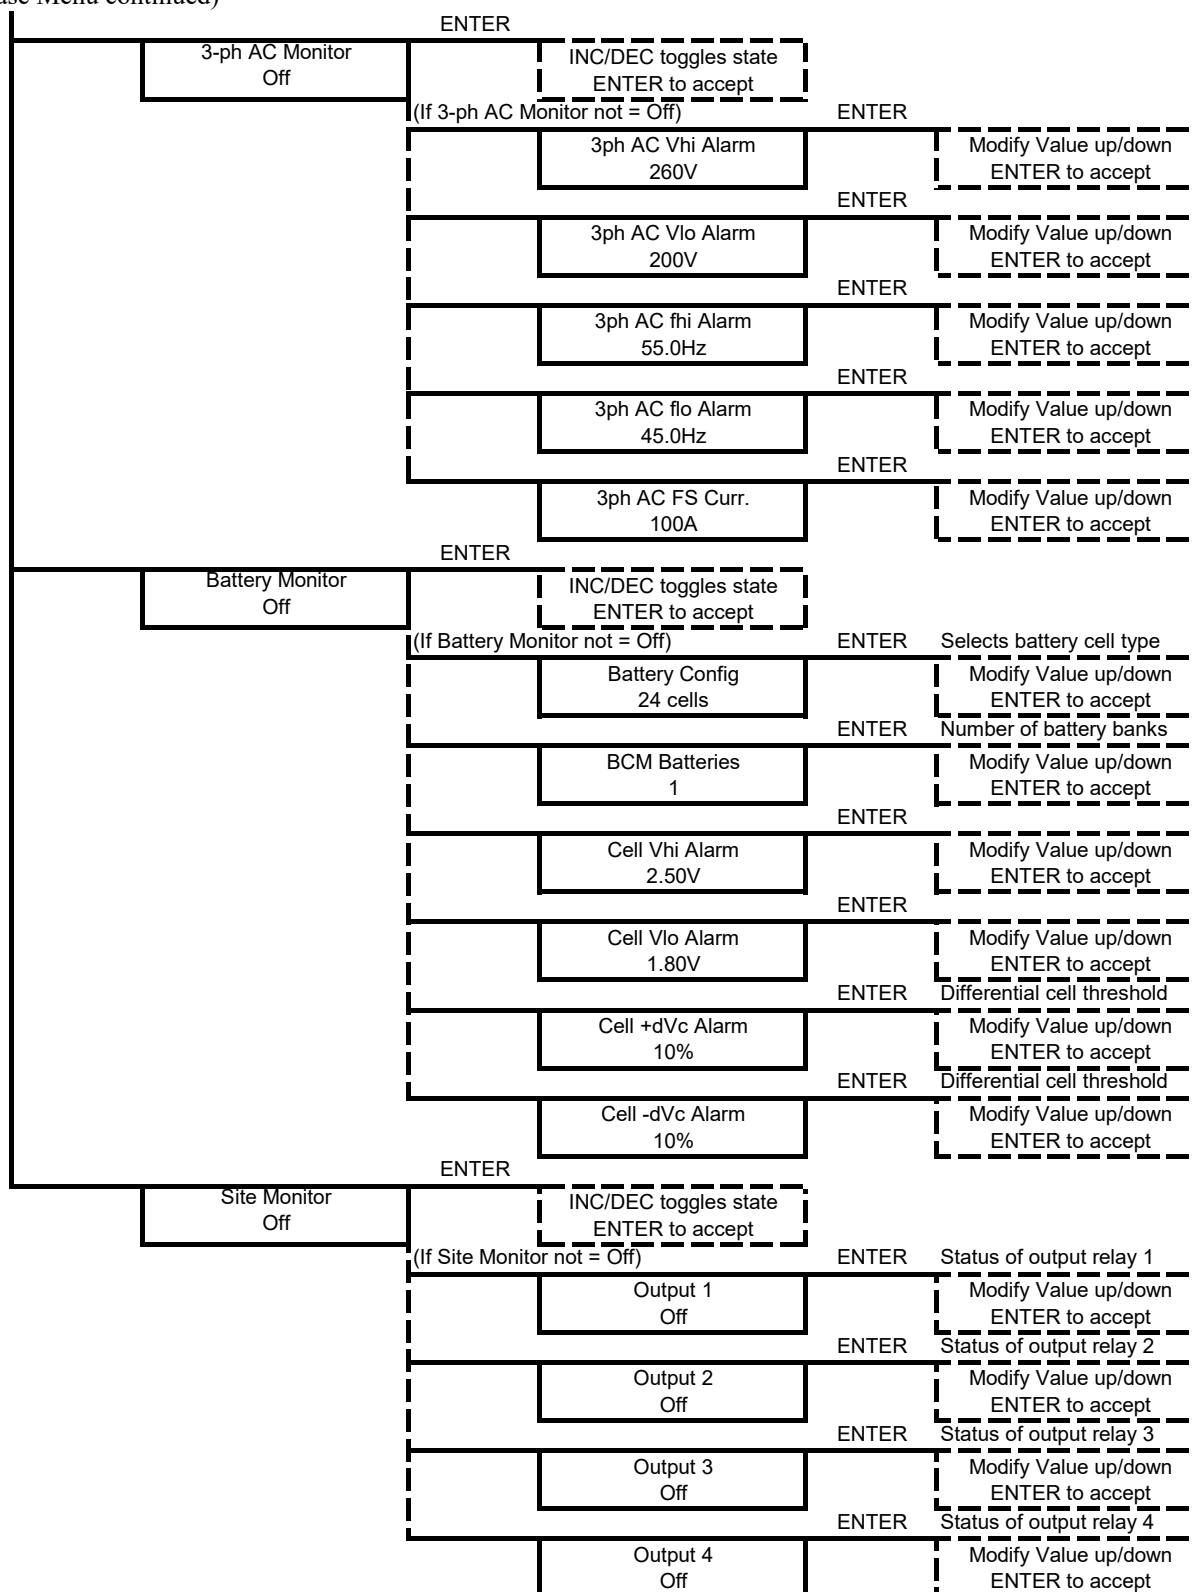 Menu continued)
ENTER
3-ph AC Monitor
Off
INC/DEC toggles state
ENTER to accept
(If 3-ph AC Monitor not = Off)
ENTER
3ph AC Vhi Alarm
260V
Modify Value up/down
ENTER to accept
ENTER
3ph AC Vlo Alarm
200V
Modify Value up/down
ENTER to accept
ENTER
3ph AC fhi Alarm
55.0Hz
Modify Value up/down
ENTER to accept
ENTER
3ph AC flo Alarm
45.0Hz
Modify Value up/down
ENTER to accept
ENTER
3ph AC FS Curr.
100A
Modify Value up/down
ENTER to accept
ENTER
Battery Monitor
Off
INC/DEC toggles state
ENTER to accept
(If Battery Monitor not = Off)
ENTER Selects battery cell type
Battery Config
24 cells
Modify Value up/down
ENTER to accept
ENTER Number of battery banks
BCM Batteries
1
Modify Value up/down
ENTER to accept
ENTER
Cell Vhi Alarm
2.50V
Modify Value up/down
ENTER to accept
ENTER
Cell Vlo Alarm
1.80V
Modify Value up/down
ENTER to accept
ENTER Differential cell threshold
Cell +dVc Alarm
10%
Modify Value up/down
ENTER to accept
ENTER Differential cell threshold
Cell -dVc Alarm
10%
Modify Value up/down
ENTER to accept
ENTER
Site Monitor
Off
INC/DEC toggles state
ENTER to accept
(If Site Monitor not = Off)
ENTER Status of output relay 1
Output 1
Off
Modify Value up/down
ENTER to accept
ENTER Status of output relay 2
Output 2
Off
Modify Value up/down
ENTER to accept
ENTER Status of output relay 3
Output 3
Off
Modify Value up/down
ENTER to accept
ENTER Status of output relay 4
Output 4
Off
Modify Value up/down
ENTER to accept